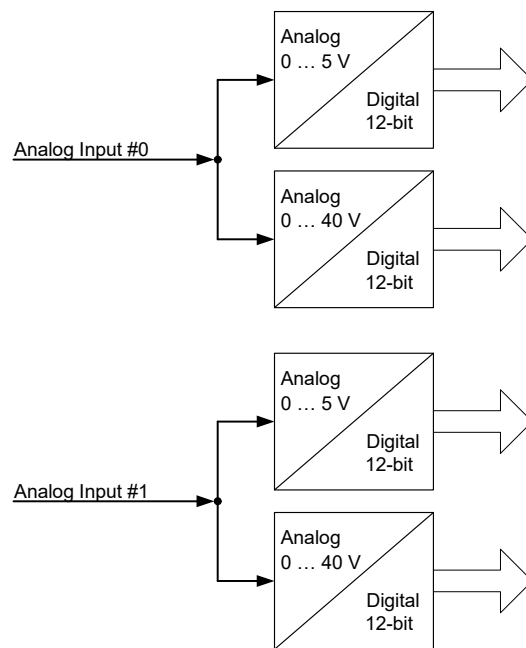 Analog
0 … 5 V
Digital
12-bit
Analog Input #0
Analog
0 … 40 V
Digital
12-bit
Analog
0 … 5 V
Digital
12-bit
Analog Input #1
Analog
0 … 40 V
Digital
12-bit